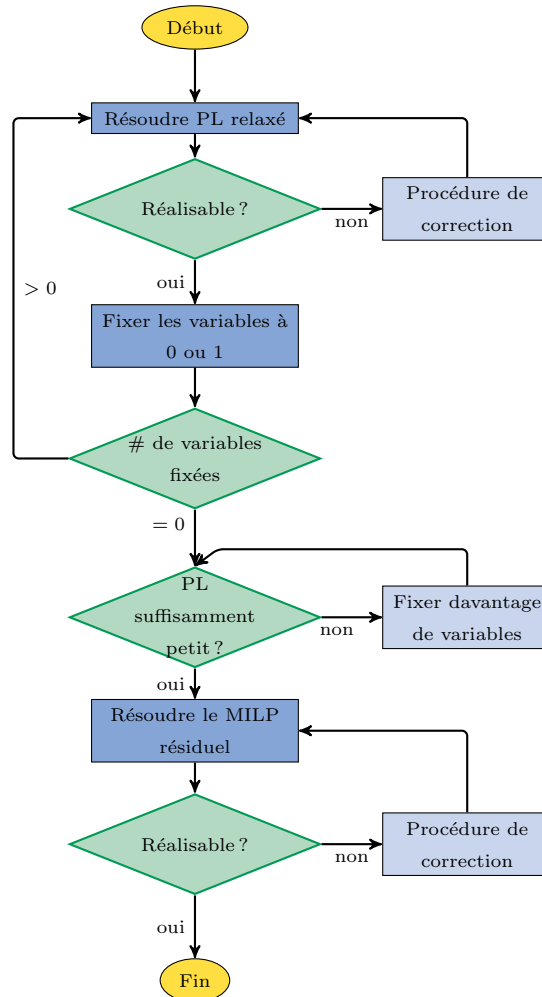 Début
Résoudre PL relaxé
Réalisable ?
non
Procédure de
correction
oui
> 0
Fixer les variables à
0 ou 1
# de variables
fixées
= 0
PL
suffisamment
petit ?
non
Fixer davantage
de variables
oui
Résoudre le MILP
résiduel
Réalisable ?
non
Procédure de
correction
oui
Fin